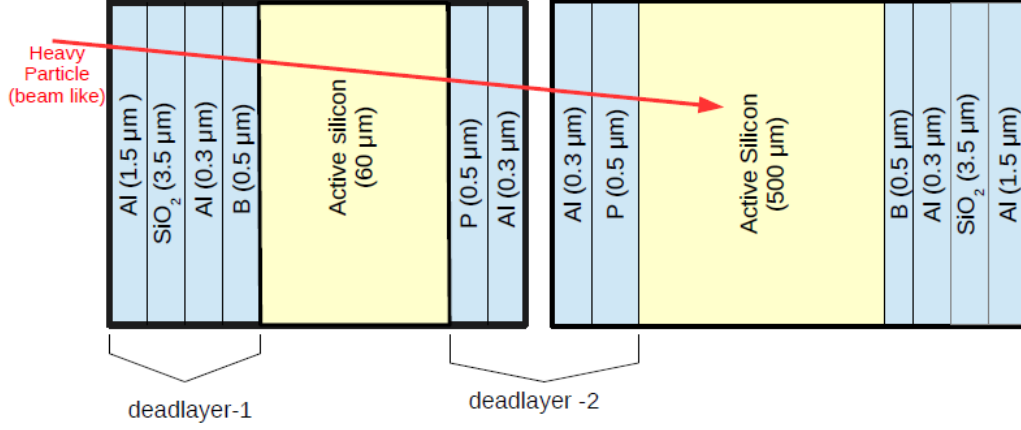 Heavy
Particle
(beam like)
Al (1.5 µm )
SiO2 (3.5 µm)
Al (0.3 µm)
B (0.5 µm)
Active silicon
(60 µm)
P (0.5 µm)
Al (0.3 µm)
Al (0.3 µm)
P (0.5 µm)
Active Silicon
(500 µm)
B (0.5 µm)
Al (0.3 µm)
SiO2 (3.5 µm)
Al (1.5 µm)
deadlayer-1
deadlayer -2